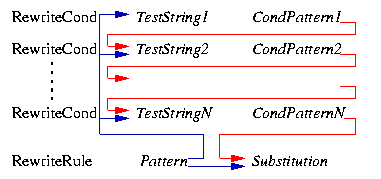 RewriteCond TestString1 CondPattern1
RewriteCond TestString2 CondPattern2
RewriteCond TestStringN CondPatternN
RewriteRule Pattern Substitution